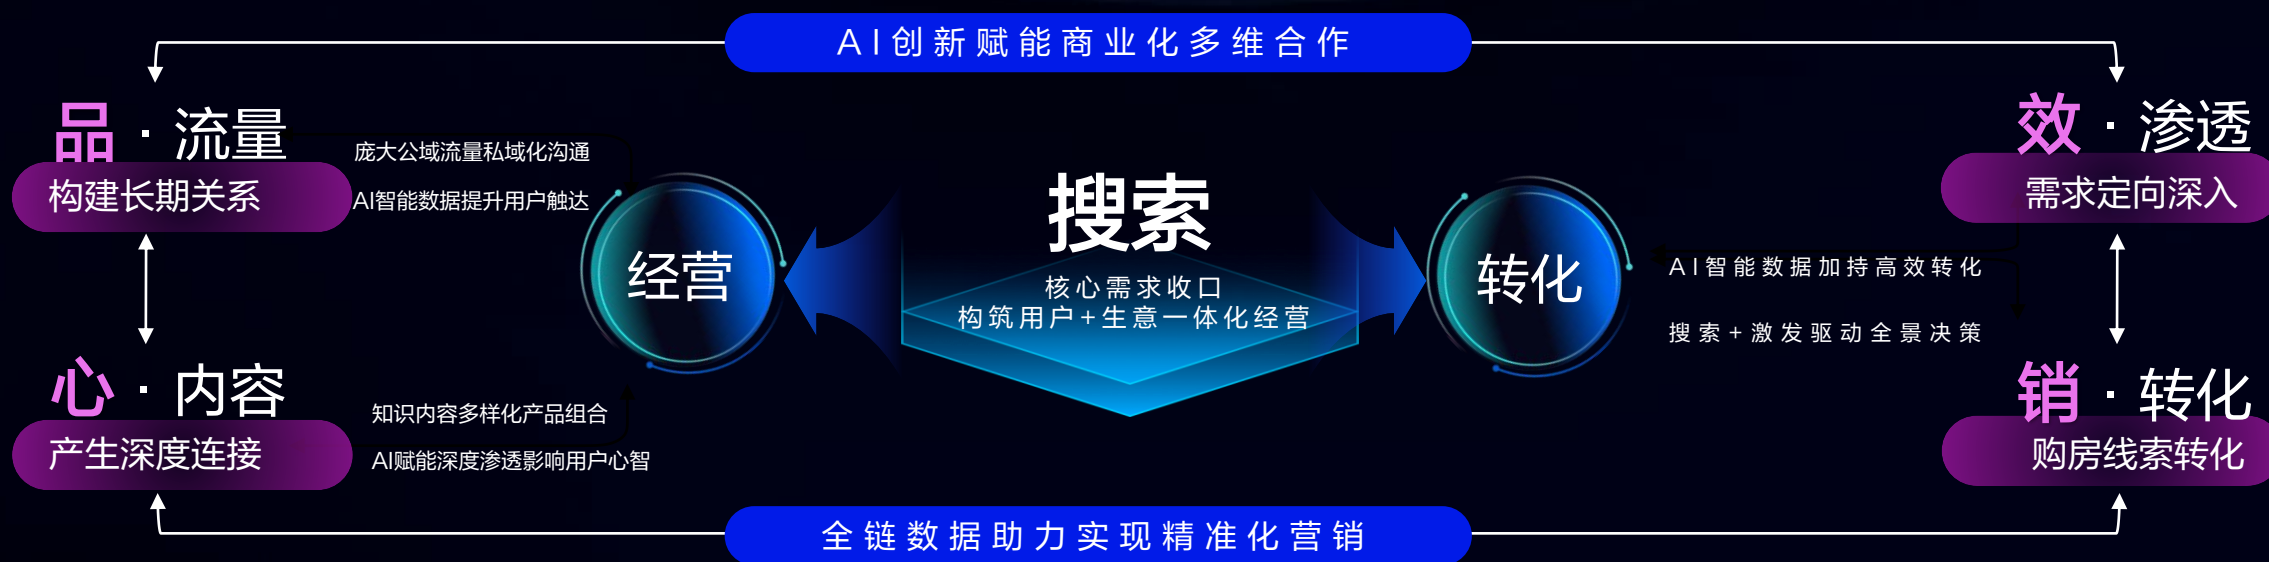 AI创新赋能商业化多维合作
品·流量
构建长期关系
庞大公域流量私域化沟通
AI智能数据提升用户触达
经营
心·内容
产生深度连接
知识内容多样化产品组合
AI赋能深度渗透影响用户心智
搜索
核心需求收口
构筑用户+生意一体化经营
转化
效·渗透
需求定向深入
AI智能数据加持高效转化
搜索+激发驱动全景决策
销·转化
购房线索转化
全链数据助力实现精准化营销